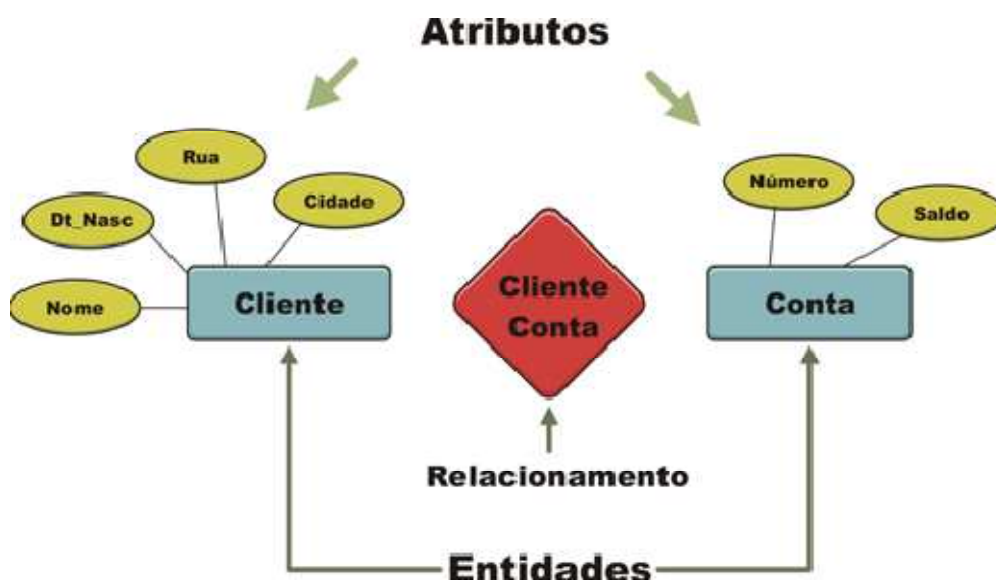 Atributos
Rua
Cidade
Dt_Nasc
Nome
Cliente
Cliente
Conta
Número
Saldo
Conta
Relacionamento
Entidades